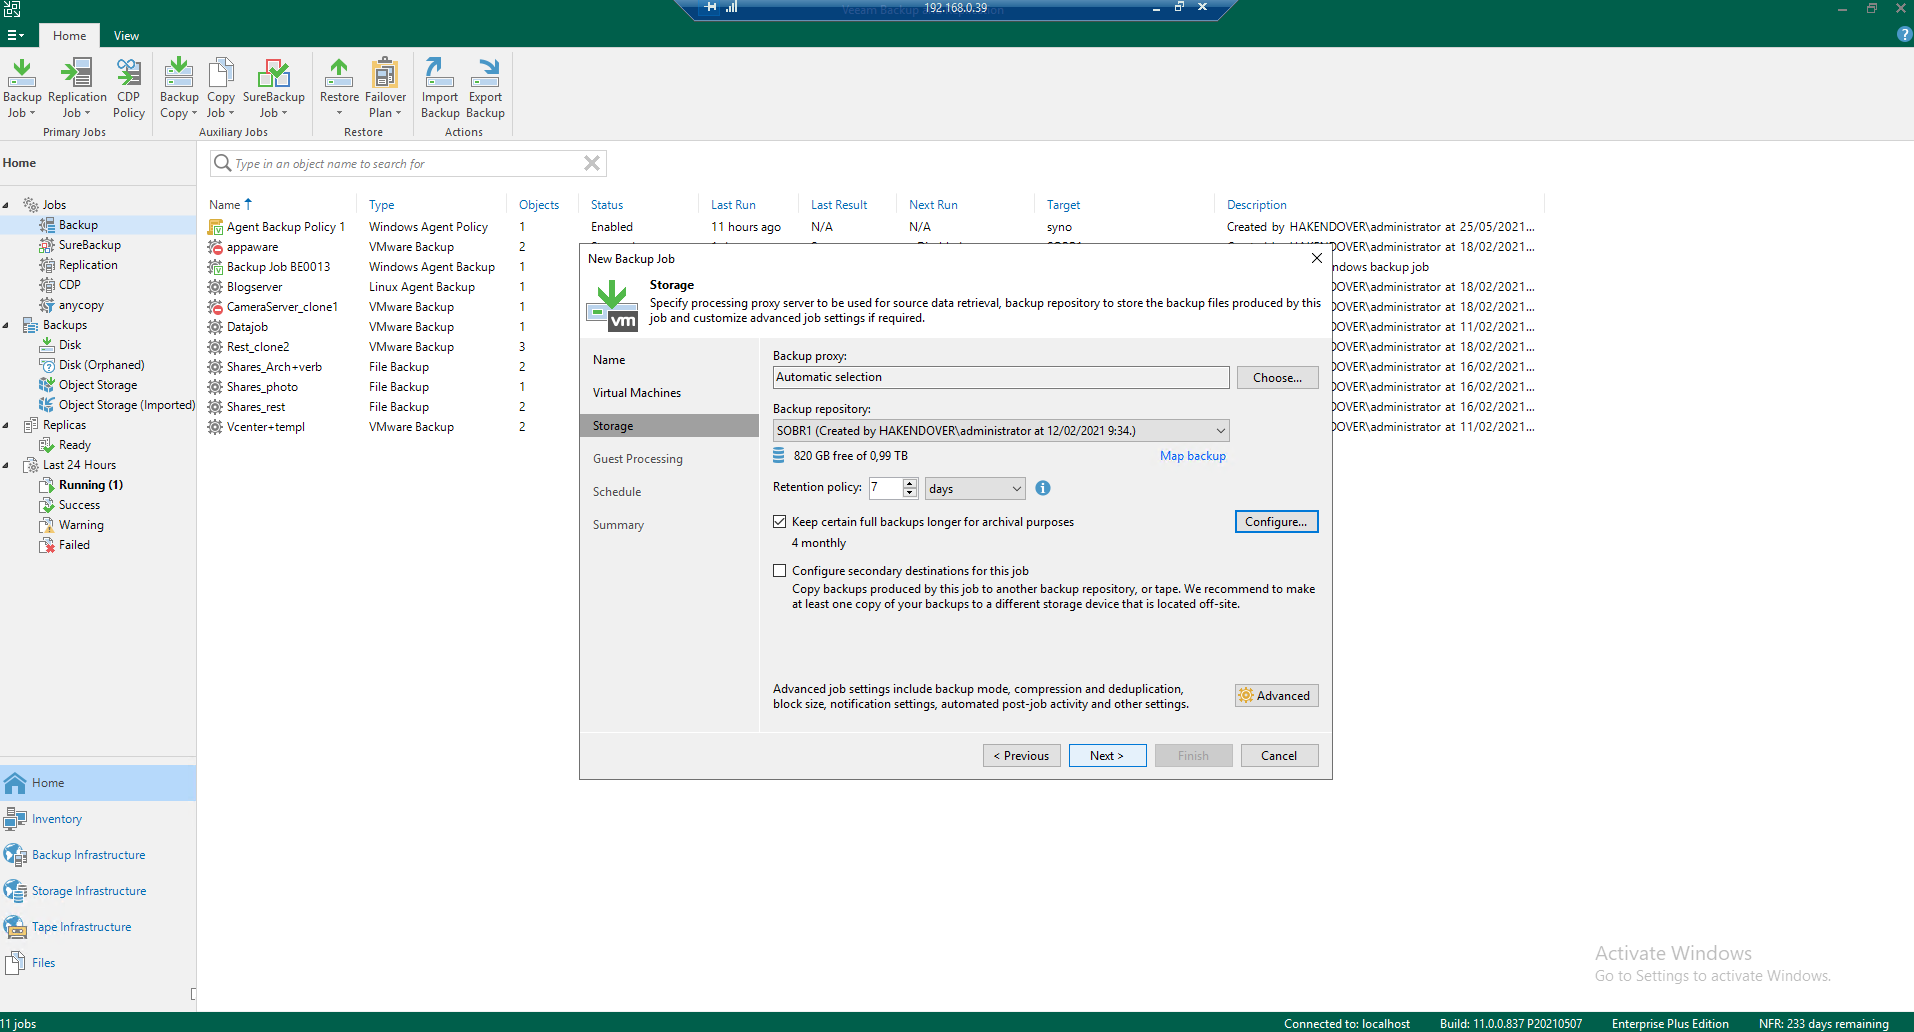 192.168.0.39
Home
View
Backup Job
Replication Job
CDP Policy
Backup Copy
Copy Job
SureBackup Job
Restore
Failover Plan
Import Backup
Export Backup
Primary Jobs
Auxiliary Jobs
Restore
Actions
Home
Type in an object name to search for
Jobs
Backup
SureBackup
Replication
CDP
anycopy
Backups
Disk
Disk (Orphaned)
Object Storage
Object Storage (Imported)
Replicas
Ready
Last 24 Hours
Running (1)
Success
Warning
Failed
Name Type Objects Status Last Run Last Result Next Run Target Description
Agent Backup Policy 1 Windows Agent Policy 1 Enabled 11 hours ago N/A N/A syno Created by HAKENDOVER\administrator at 25/05/2021...
appaware VMware Backup 2 DOVER\administrator at 18/02/2021...
Backup Job BE0013 Windows Agent Backup 1 ndows backup job
Blogserver Linux Agent Backup 1 DOVER\administrator at 18/02/2021...
CameraServer_clone1 VMware Backup 1 DOVER\administrator at 18/02/2021...
Datajob VMware Backup 1 DOVER\administrator at 11/02/2021...
Rest_clone2 VMware Backup 3 DOVER\administrator at 18/02/2021...
Shares_Arch+verb File Backup 2 DOVER\administrator at 16/02/2021...
Shares_photo File Backup 1 DOVER\administrator at 16/02/2021...
Shares_rest File Backup 2 DOVER\administrator at 16/02/2021...
Vcenter+templ VMware Backup 2 DOVER\administrator at 11/02/2021...
New Backup Job
Storage
Specify processing proxy server to be used for source data retrieval, backup repository to store the backup files produced by this
job and customize advanced job settings if required.
vm
Name
Virtual Machines
Storage
Guest Processing
Schedule
Summary
Backup proxy:
Automatic selection
Choose...
Backup repository:
SOBR1 (Created by HAKENDOVER\administrator at 12/02/2021 9:34.)
820 GB free of 0,99 TB
Map backup
Retention policy: 7 days
Keep certain full backups longer for archival purposes
Configure...
4 monthly
Configure secondary destinations for this job
Copy backups produced by this job to another backup repository, or tape. We recommend to make
at least one copy of your backups to a different storage device that is located off-site.
Advanced job settings include backup mode, compression and deduplication,
block size, notification settings, automated post-job activity and other settings.
Advanced
< Previous
Next >
Finish
Cancel
Home
Inventory
Backup Infrastructure
Storage Infrastructure
Tape Infrastructure
Files
Activate Windows
Go to Settings to activate Windows.
11 jobs
Connected to: localhost
Build: 11.0.0.837 P20210507
Enterprise Plus Edition
NFR: 233 days remaining